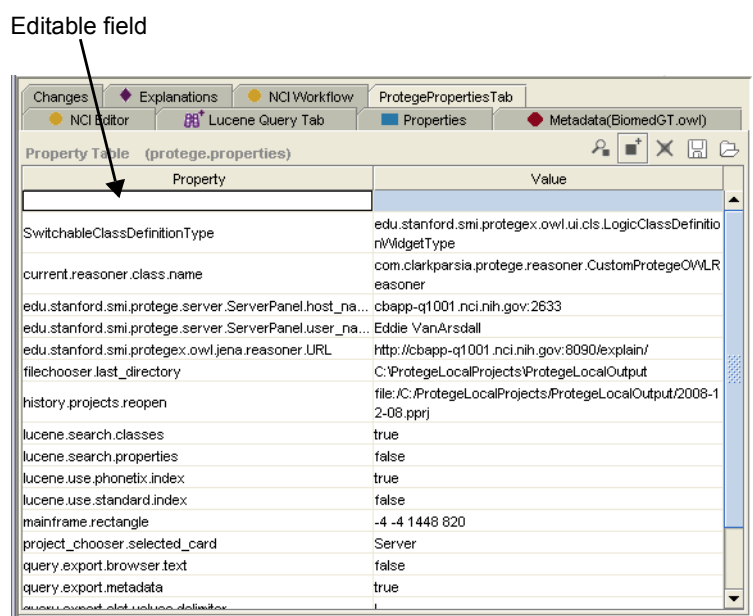 Editable field
Changes Explanations NCI Workflow ProtegePropertiesTab
NCI Editor Lucene Query Tab Properties Metadata(BiomedGT.owl)
Property Table (protege.properties)
Property Value
SwitchableClassDefinitionType edu.stanford.smi.protegex.owl.ui.cls.LogicClassDefinitio
nWidgetType
current.reasoner.class.name com.clarkparsia.protege.reasoner.CustomProtegeOWLR
easoner
edu.stanford.smi.protege.server.ServerPanel.host_na... cbapp-q1001.nci.nih.gov:2633
edu.stanford.smi.protege.server.ServerPanel.user_na... Eddie VanArsdall
edu.stanford.smi.protegex.owl.jena.reasoner.URL http://cbapp-q1001.nci.nih.gov:8090/explain/
filechooser.last_directory C:\ProtegeLocalProjects\ProtegeLocalOutput
history.projects.reopen file:/C:/ProtegeLocalProjects/ProtegeLocalOutput/2008-1
2-08.pprj
lucene.search.classes true
lucene.search.properties false
lucene.use.phonetix.index true
lucene.use.standard.index false
mainframe.rectangle -4 -4 1448 820
project_chooser.selected_card Server
query.export.browser.text false
query.export.metadata true